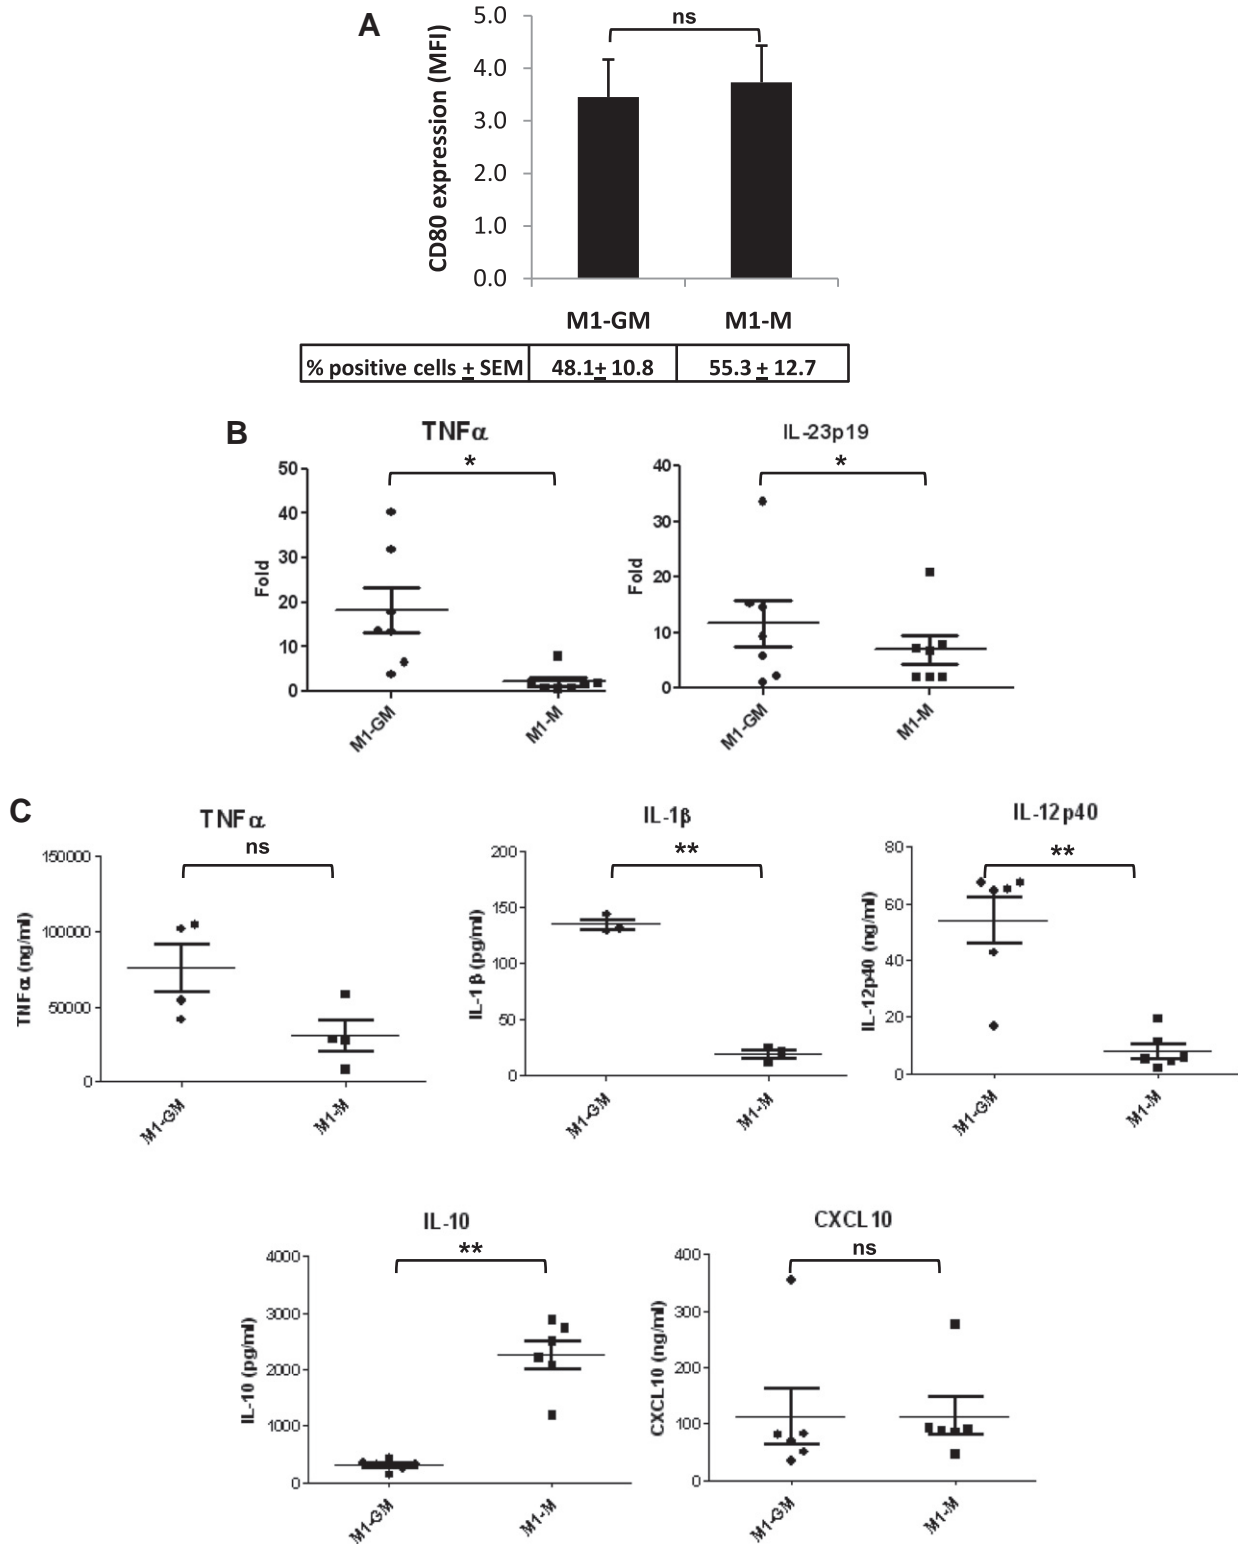 A
ns
CD80 expression (MFI)
5.0
4.0
3.0
2.0
1.0
0.0
M1-GM M1-M
% positive cells ± SEM 48.1± 10.8 55.3 ± 12.7
B
TNFα
*
Fold
50
40
30
20
10
0
M1-GM M1-M
IL-23p19
*
Fold
40
30
20
10
0
M1-GM M1-M
C
TNFα
ns
TNFα (ng/ml)
150000
100000
50000
0
M1-GM M1-M
IL-1β
**
IL-1β (pg/ml)
200
150
100
50
0
M1-GM M1-M
IL-12p40
**
IL-12p40 (ng/ml)
80
60
40
20
0
M1-GM M1-M
IL-10
**
IL-10 (pg/ml)
4000
3000
2000
1000
0
M1-GM M1-M
CXCL10
ns
CXCL10 (ng/ml)
400
300
200
100
0
M1-GM M1-M